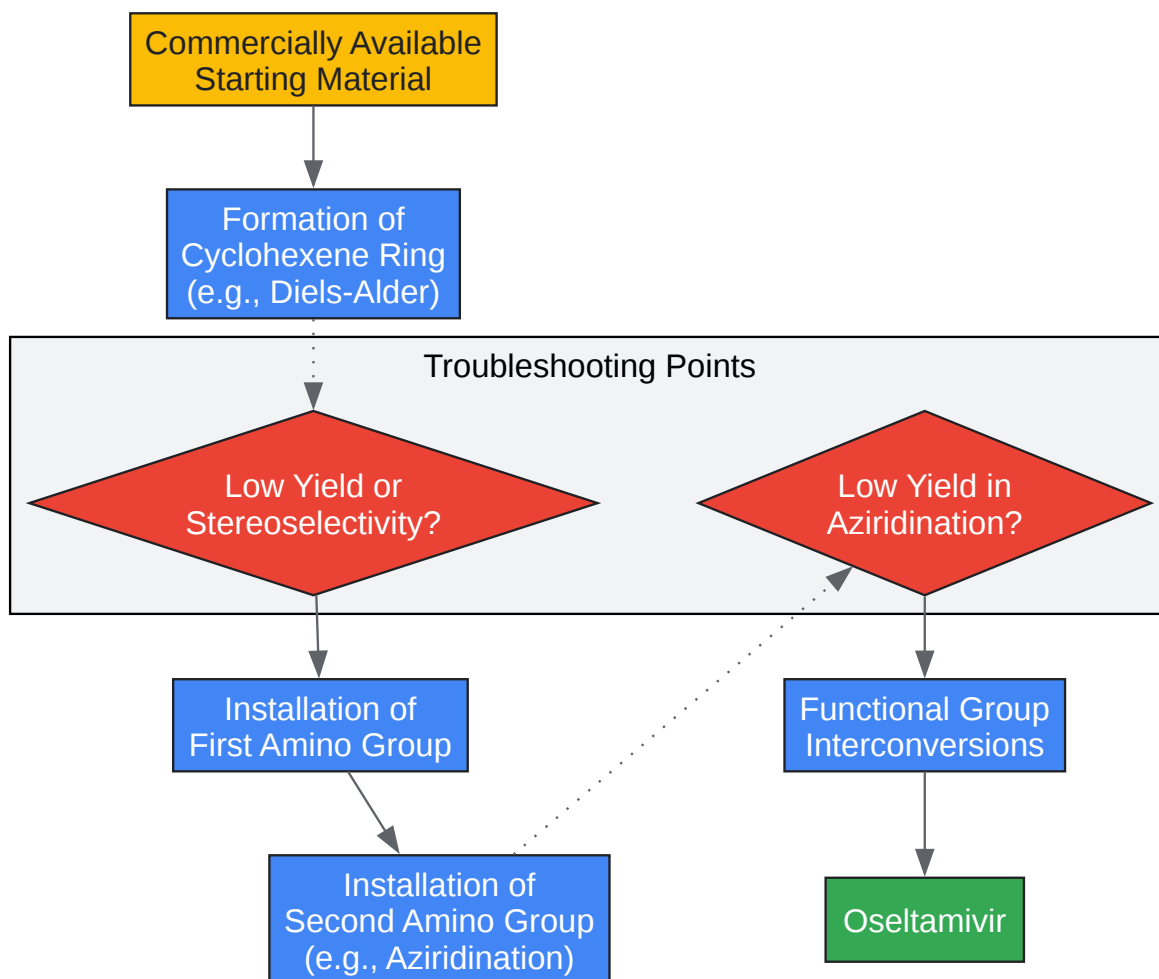 Commercially Available
Starting Material
Formation of
Cyclohexene Ring
(e.g., Diels-Alder)
Troubleshooting Points
Low Yield or
Stereoselectivity?
Low Yield in
Aziridination?
Installation of
First Amino Group
Functional Group
Interconversions
Installation of
Second Amino Group
(e.g., Aziridination)
Oseltamivir